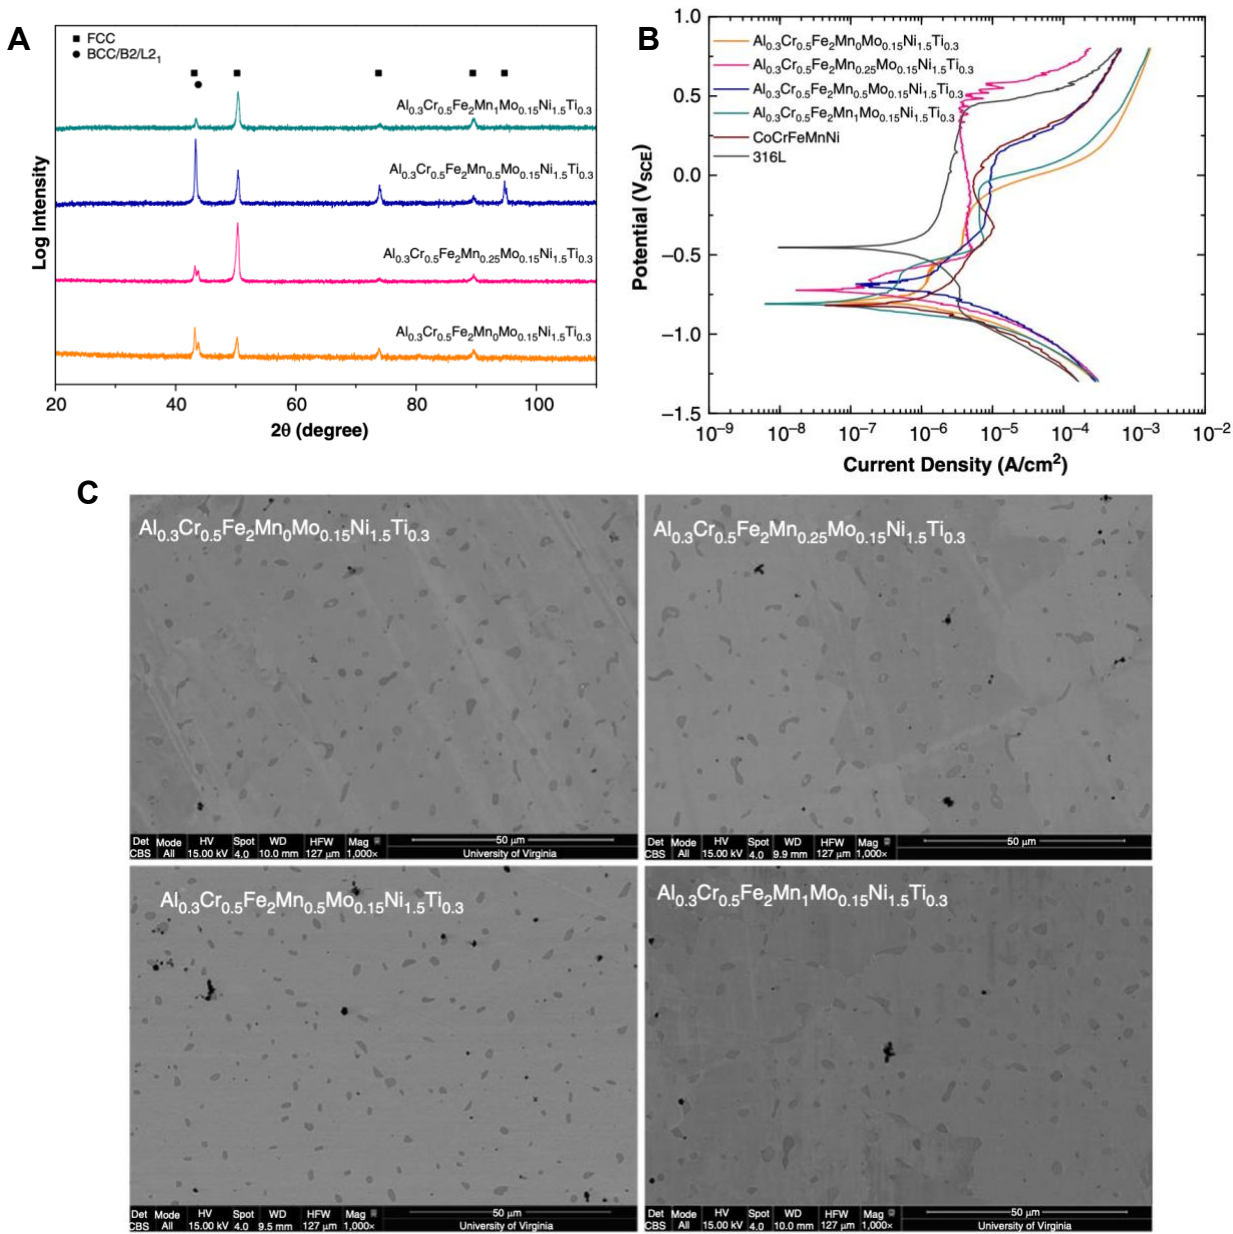 A
■ FCC
● BCC/B2/L2₁
Al₀.₃Cr₀.₅Fe₂Mn₁Mo₀.₁₅Ni₁.₅Ti₀.₃
Al₀.₃Cr₀.₅Fe₂Mn₀.₅Mo₀.₁₅Ni₁.₅Ti₀.₃
Al₀.₃Cr₀.₅Fe₂Mn₀.₂₅Mo₀.₁₅Ni₁.₅Ti₀.₃
Al₀.₃Cr₀.₅Fe₂Mn₀Mo₀.₁₅Ni₁.₅Ti₀.₃
Log Intensity
20 40 60 80 100
2θ (degree)
B
Al₀.₃Cr₀.₅Fe₂Mn₀Mo₀.₁₅Ni₁.₅Ti₀.₃
Al₀.₃Cr₀.₅Fe₂Mn₀.₂₅Mo₀.₁₅Ni₁.₅Ti₀.₃
Al₀.₃Cr₀.₅Fe₂Mn₀.₅Mo₀.₁₅Ni₁.₅Ti₀.₃
Al₀.₃Cr₀.₅Fe₂Mn₁Mo₀.₁₅Ni₁.₅Ti₀.₃
CoCrFeMnNi
316L
1.0
0.5
0.0
−0.5
−1.0
−1.5
Potential (V_SCE)
10⁻⁹ 10⁻⁸ 10⁻⁷ 10⁻⁶ 10⁻⁵ 10⁻⁴ 10⁻³ 10⁻²
Current Density (A/cm²)
C
Al₀.₃Cr₀.₅Fe₂Mn₀Mo₀.₁₅Ni₁.₅Ti₀.₃
Det Mode HV Spot WD HFW Mag 50 μm
CBS All 15.00 kV 4.0 10.0 mm 127 μm 1,000× University of Virginia
Al₀.₃Cr₀.₅Fe₂Mn₀.₂₅Mo₀.₁₅Ni₁.₅Ti₀.₃
Det Mode HV Spot WD HFW Mag 50 μm
CBS All 15.00 kV 4.0 9.9 mm 127 μm 1,000×
Al₀.₃Cr₀.₅Fe₂Mn₀.₅Mo₀.₁₅Ni₁.₅Ti₀.₃
Det Mode HV Spot WD HFW Mag 50 μm
CBS All 15.00 kV 4.0 9.5 mm 127 μm 1,000× University of Virginia
Al₀.₃Cr₀.₅Fe₂Mn₁Mo₀.₁₅Ni₁.₅Ti₀.₃
Det Mode HV Spot WD HFW Mag 50 μm
CBS All 15.00 kV 4.0 10.0 mm 127 μm 1,000× University of Virginia